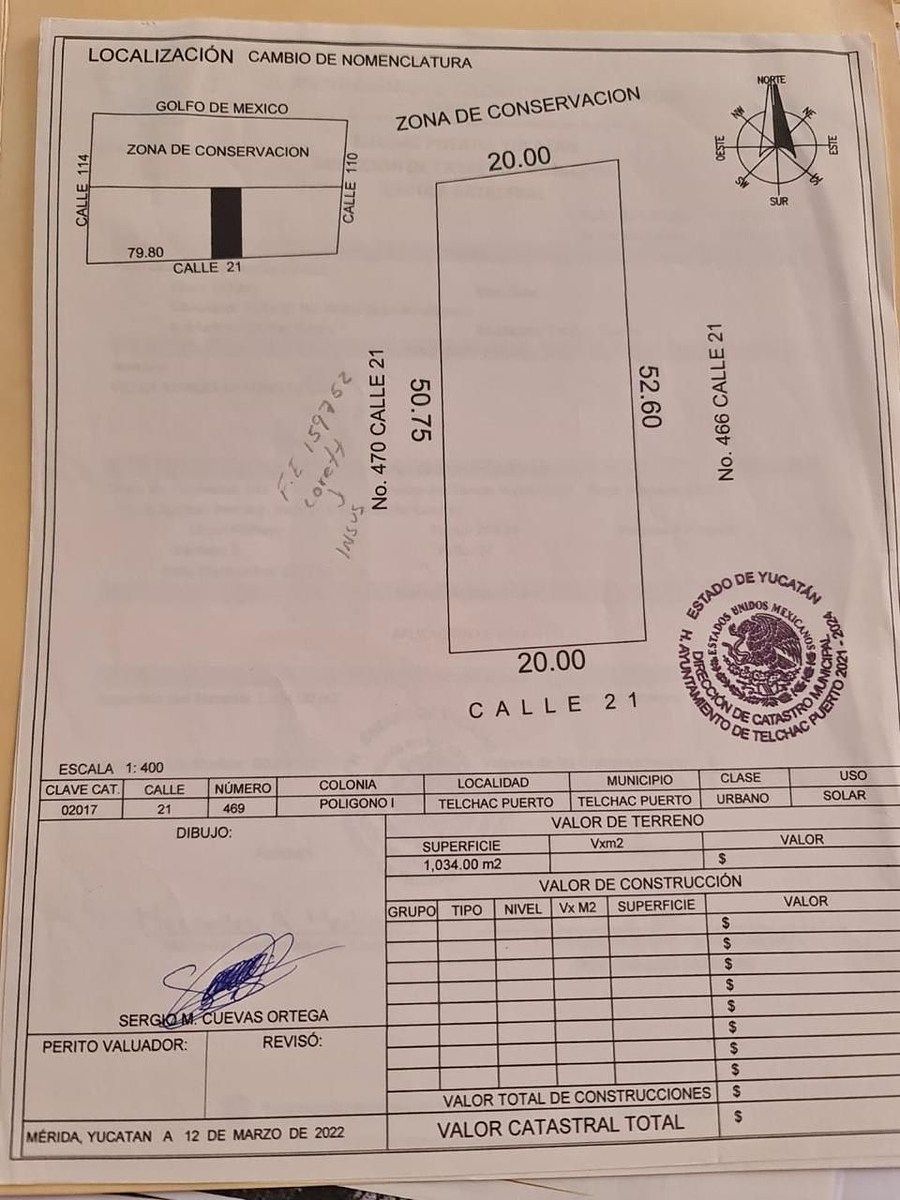 LOCALIZACIÓN CAMBIO DE NOMENCLATURA
GOLFO DE MEXICO
ZONA DE CONSERVACION
CALLE 114
CALLE 110
79.80
CALLE 21
ZONA DE CONSERVACION
20.00
NORTE
NW
NE
OESTE
ESTE
SW
SUR
No. 470 CALLE 21
50.75
52.60
No. 466 CALLE 21
F.E 159752
corett
y
INSUS
20.00
CALLE 21
ESTADO DE YUCATÁN
ESTADOS UNIDOS MEXICANOS
DIRECCIÓN DE CATASTRO MUNICIPAL
H. AYUNTAMIENTO DE TELCHAC PUERTO 2021 - 2024
ESCALA 1: 400
CLAVE CAT. CALLE NÚMERO COLONIA LOCALIDAD MUNICIPIO CLASE USO
02017 21 469 POLIGONO I TELCHAC PUERTO TELCHAC PUERTO URBANO SOLAR
DIBUJO:
VALOR DE TERRENO
SUPERFICIE Vxm2 VALOR
1,034.00 m2 $
VALOR DE CONSTRUCCIÓN
GRUPO TIPO NIVEL Vx M2 SUPERFICIE VALOR
$
$
$
$
$
$
$
$
SERGIO M. CUEVAS ORTEGA
PERITO VALUADOR: REVISÓ:
VALOR TOTAL DE CONSTRUCCIONES $
VALOR CATASTRAL TOTAL $
MÉRIDA, YUCATAN A 12 DE MARZO DE 2022